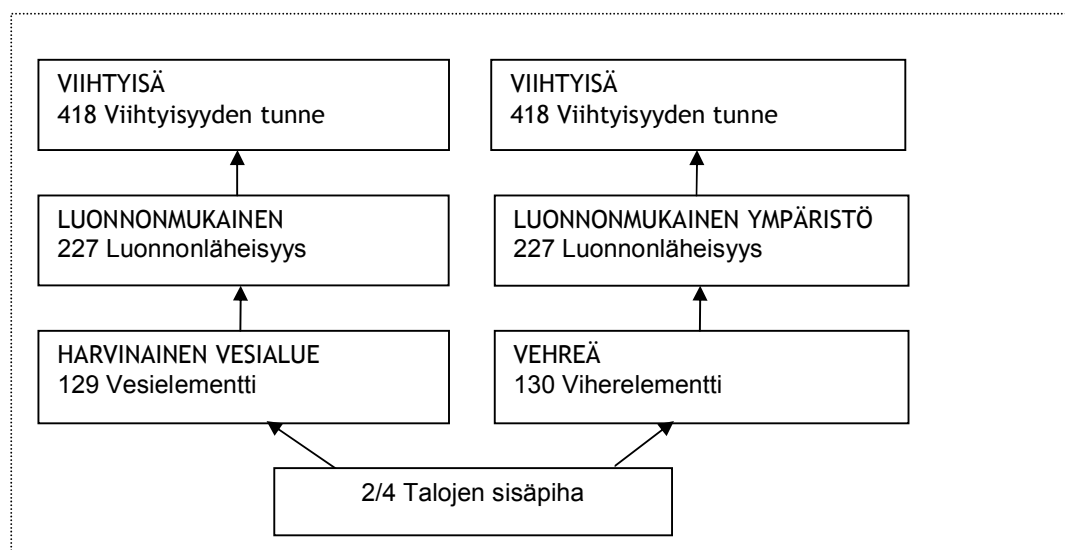 VIIHTYISÄ
418 Viihtyisyyden tunne
VIIHTYISÄ
418 Viihtyisyyden tunne
LUONNONMUKAINEN
227 Luonnonläheisyys
LUONNONMUKAINEN YMPÄRISTÖ
227 Luonnonläheisyys
HARVINAINEN VESIALUE
129 Vesielementti
VEHREÄ
130 Viherelementti
2/4 Talojen sisäpiha